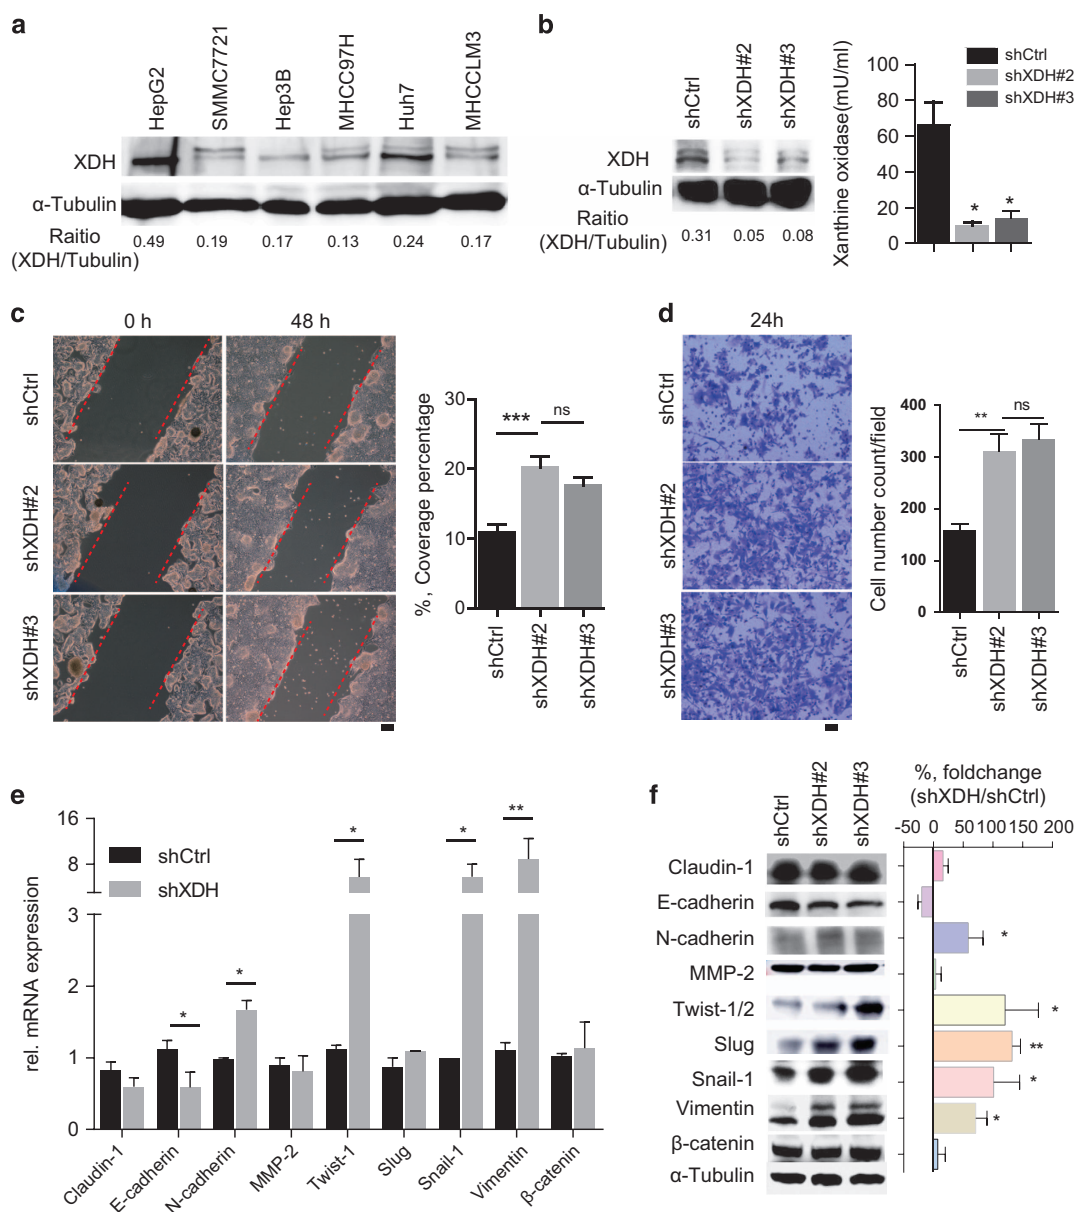 a
HepG2
SMMC7721
Hep3B
MHCC97H
Huh7
MHCCLM3
XDH
α-Tubulin
Raitio
(XDH/Tubulin)
0.49 0.19 0.17 0.13 0.24 0.17
b
shCtrl
shXDH#2
shXDH#3
XDH
α-Tubulin
Raitio
(XDH/Tubulin)
0.31 0.05 0.08
Xanthine oxidase(mU/ml)
100
80
60
40
20
0
* *
shCtrl
shXDH#2
shXDH#3
c
0 h 48 h
shCtrl
shXDH#2
shXDH#3
%, Coverage percentage
30
20
10
0
*** ns
shCtrl
shXDH#2
shXDH#3
d
24h
shCtrl
shXDH#2
shXDH#3
Cell number count/field
400
300
200
100
0
** ns
shCtrl
shXDH#2
shXDH#3
e
rel. mRNA expression
16
8
3
2
1
0
shCtrl
shXDH
* * * * **
Claudin-1
E-cadherin
N-cadherin
MMP-2
Twist-1
Slug
Snail-1
Vimentin
β-catenin
f
shCtrl
shXDH#2
shXDH#3
%, foldchange
(shXDH/shCtrl)
-50 0 50 100 150 200
Claudin-1
E-cadherin
N-cadherin *
MMP-2
Twist-1/2 *
Slug **
Snail-1 *
Vimentin *
β-catenin
α-Tubulin